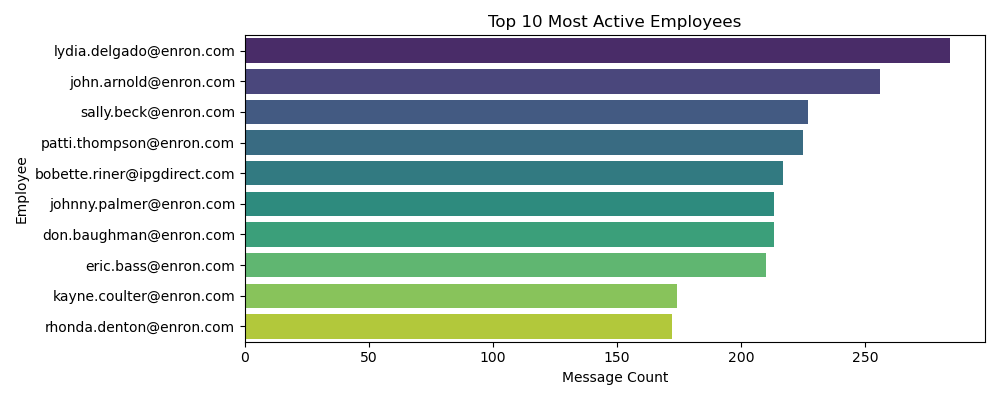 Top 10 Most Active Employees
lydia.delgado@enron.com
john.arnold@enron.com
sally.beck@enron.com
patti.thompson@enron.com
bobette.riner@ipgdirect.com
johnny.palmer@enron.com
don.baughman@enron.com
eric.bass@enron.com
kayne.coulter@enron.com
rhonda.denton@enron.com
Employee
0 50 100 150 200 250
Message Count